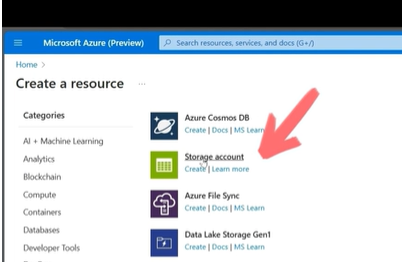 Microsoft Azure (Preview)
Search resources, services, and docs (G+/)
Home >
Create a resource ...
Categories
AI + Machine Learning
Analytics
Blockchain
Compute
Containers
Databases
Developer Tools
Azure Cosmos DB
Create | Docs | MS Learn
Storage account
Create | Learn more
Azure File Sync
Create | Docs | MS Learn
Data Lake Storage Gen1
Create | Docs | MS Learn